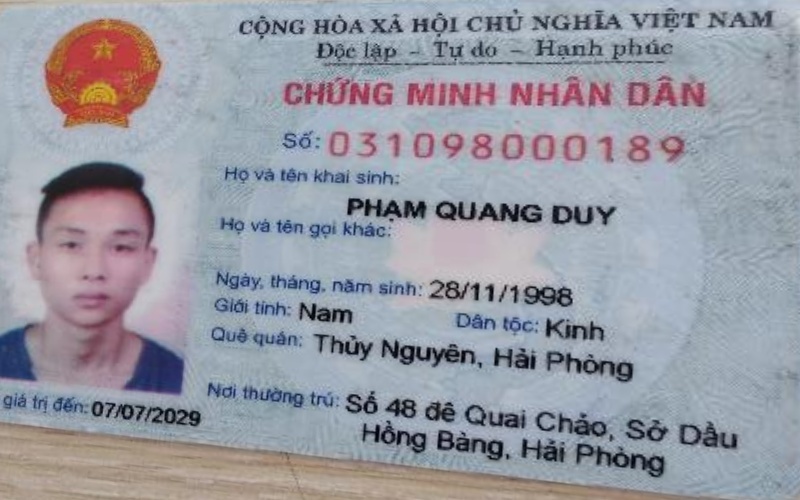 CỘNG HÒA XÃ HỘI CHỦ NGHĨA VIỆT NAM
Độc lập – Tự do – Hạnh phúc
CHỨNG MINH NHÂN DÂN
Số: 031098000189
Họ và tên khai sinh:
PHẠM QUANG DUY
Họ và tên gọi khác:
Ngày, tháng, năm sinh: 28/11/1998
Giới tính: Nam Dân tộc: Kinh
Quê quán: Thủy Nguyên, Hải Phòng
Nơi thường trú: Số 48 đê Quai Chảo, Sở Dầu
Hồng Bàng, Hải Phòng
giá trị đến: 07/07/2029